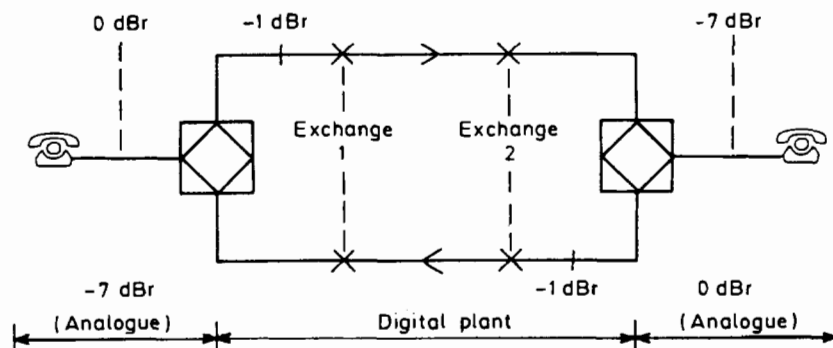 0 dBr
-1 dBr
-7 dBr
Exchange
1
Exchange
2
-7 dBr
(Analogue)
Digital plant
-1 dBr
0 dBr
(Analogue)